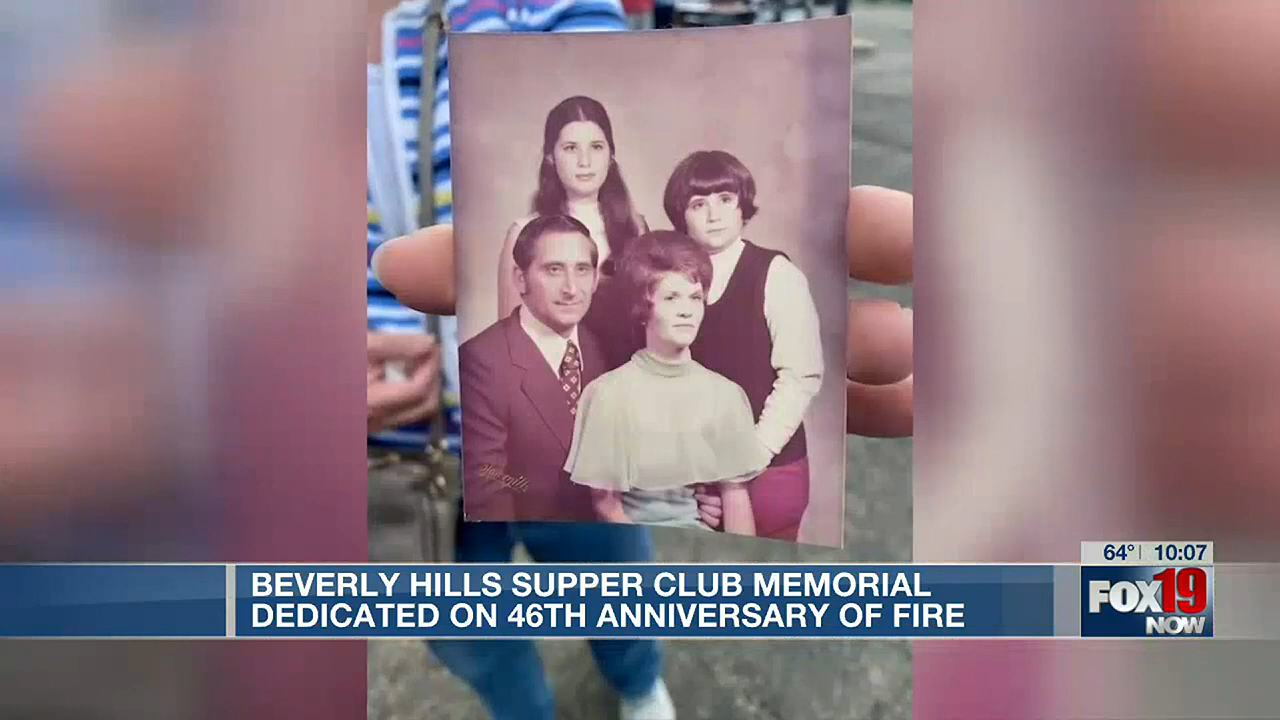 BEVERLY HILLS SUPPER CLUB MEMORIAL
DEDICATED ON 46TH ANNIVERSARY OF FIRE
64° 10:07
FOX19
NOW